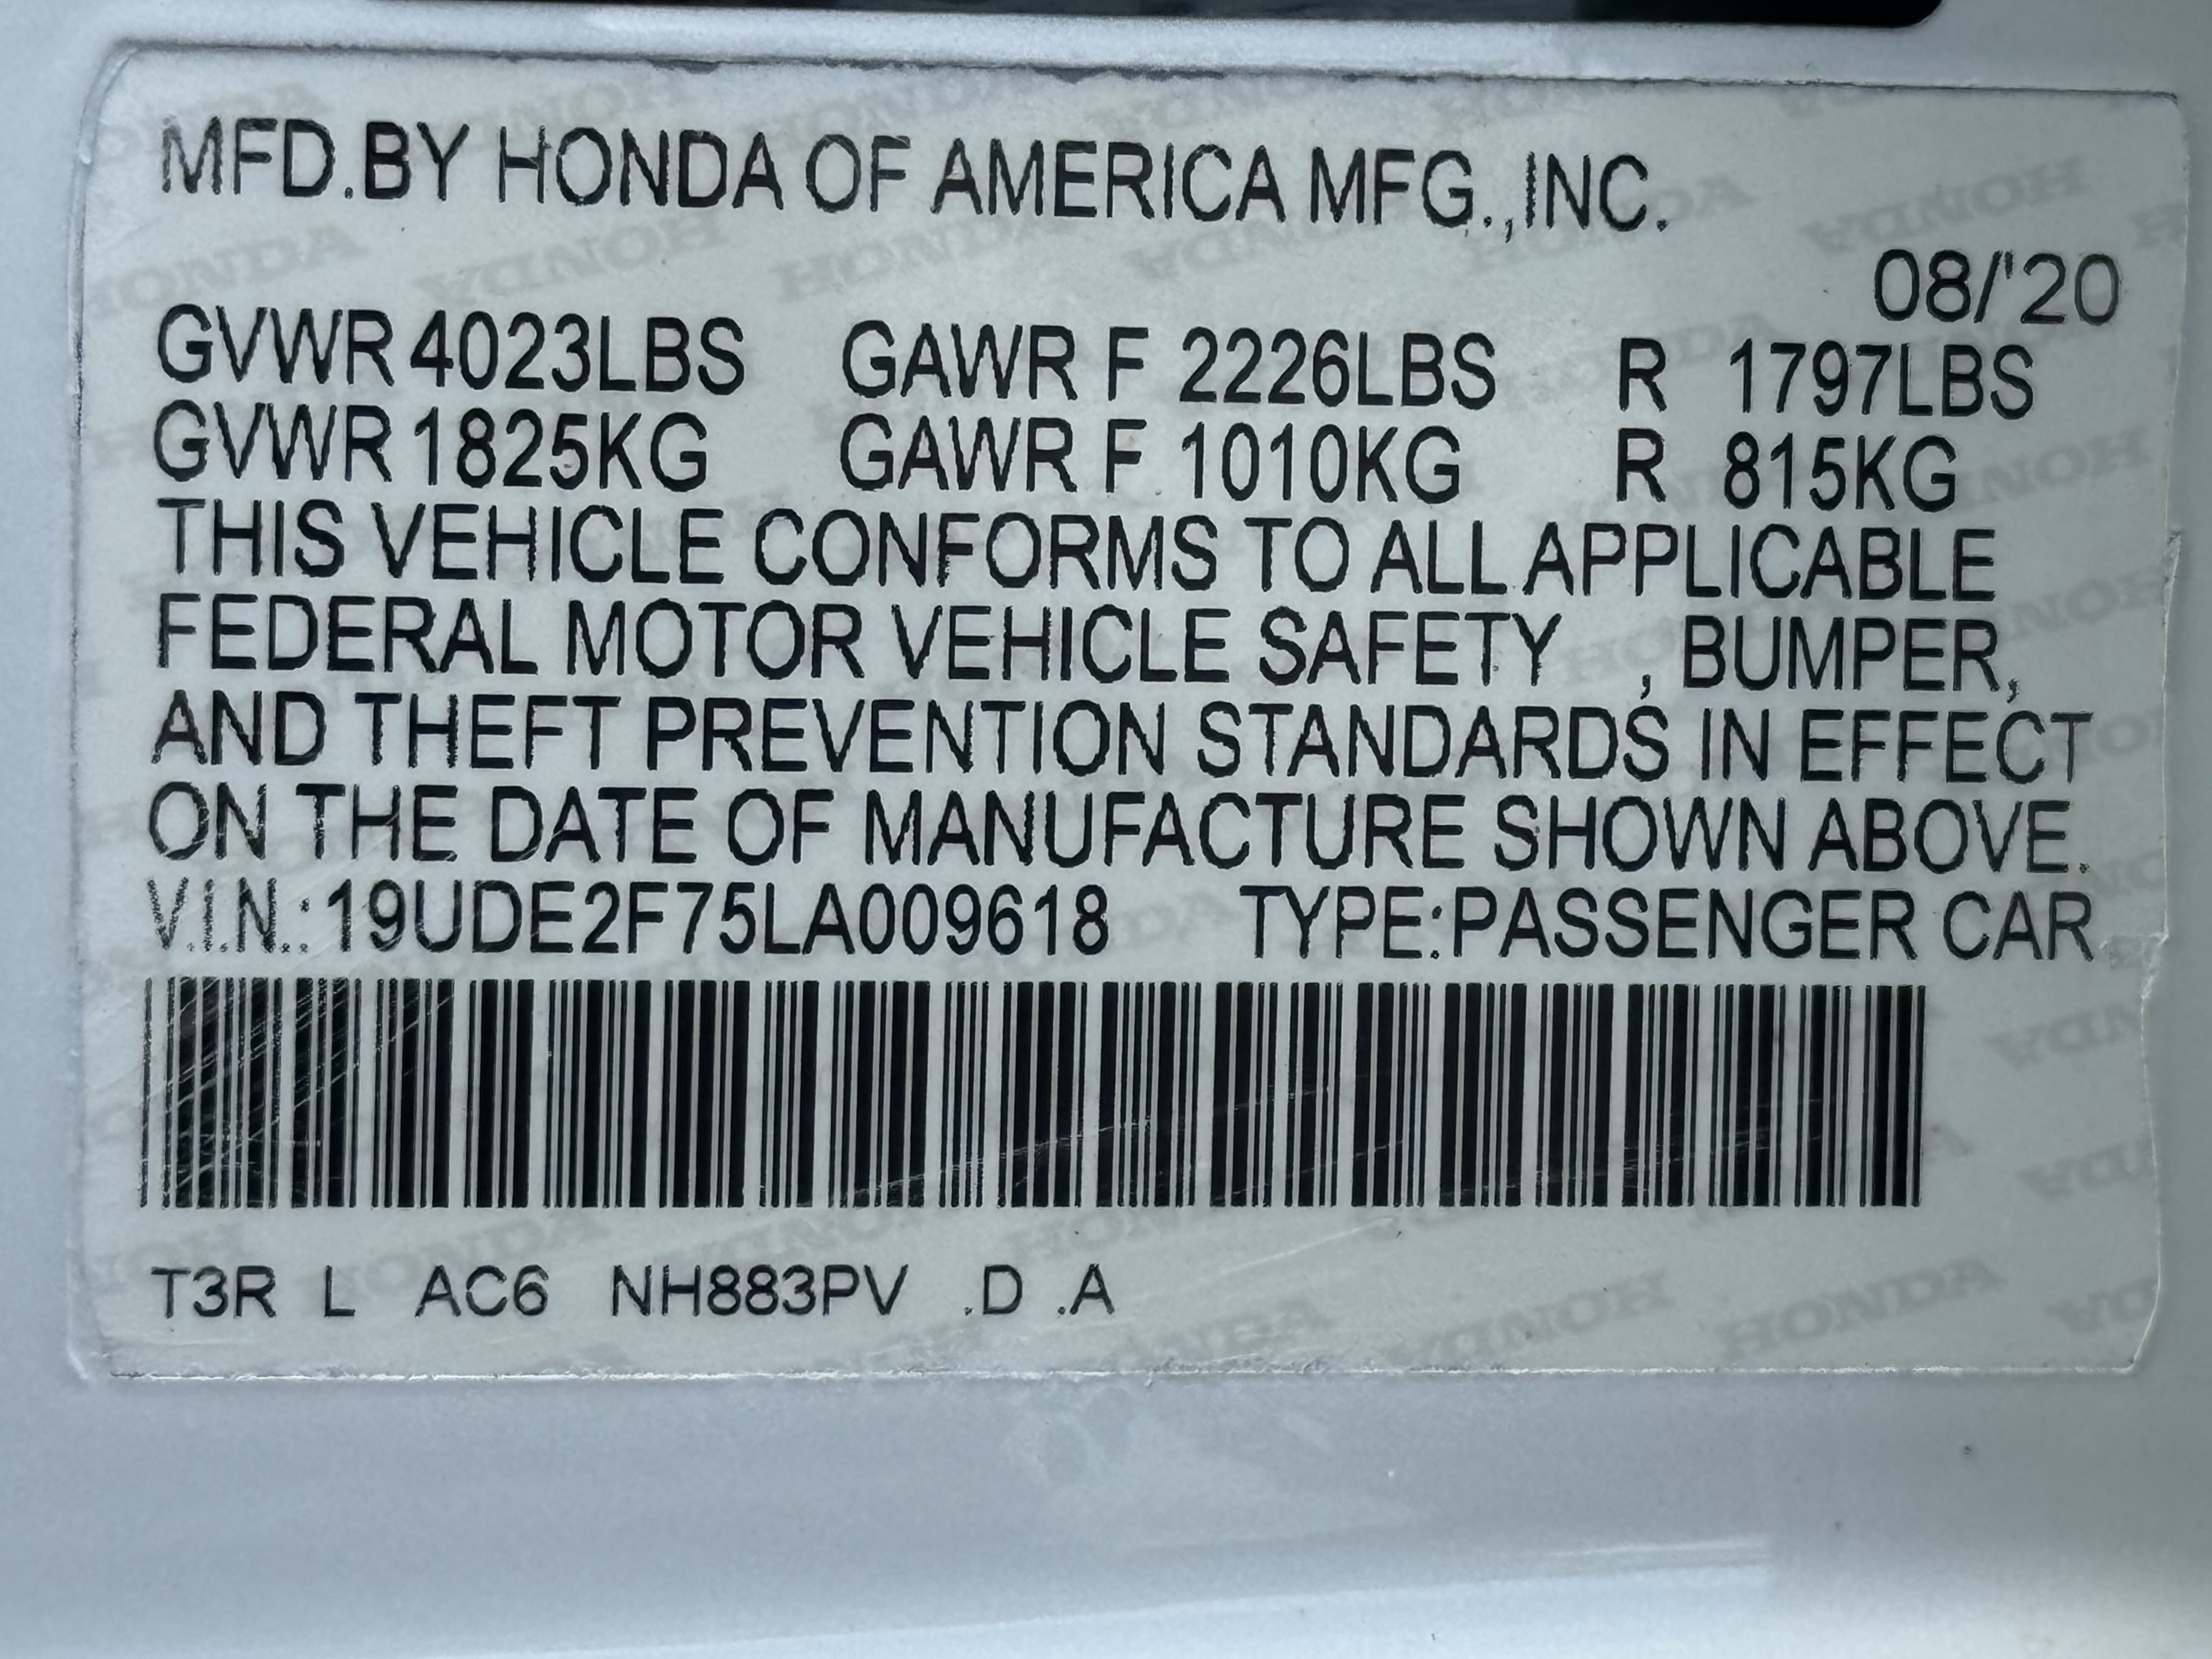 MFD.BY HONDA OF AMERICA MFG.,INC.
08/'20
GVWR 4023LBS GAWR F 2226LBS R 1797LBS
GVWR 1825KG GAWR F 1010KG R 815KG
THIS VEHICLE CONFORMS TO ALL APPLICABLE
FEDERAL MOTOR VEHICLE SAFETY , BUMPER,
AND THEFT PREVENTION STANDARDS IN EFFECT
ON THE DATE OF MANUFACTURE SHOWN ABOVE.
V.I.N.:19UDE2F75LA009618 TYPE:PASSENGER CAR
T3R L AC6 NH883PV .D .A